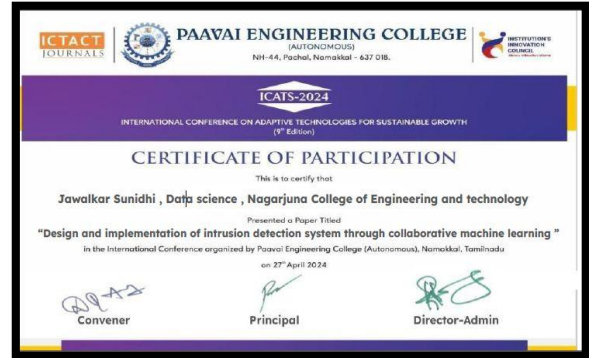 ICTACT
JOURNALS
PAAVAI ENGINEERING COLLEGE
(AUTONOMOUS)
NH-44, Pachal, Namakkal - 637 018.
INSTITUTION'S
INNOVATION
COUNCIL
ICATS-2024
INTERNATIONAL CONFERENCE ON ADAPTIVE TECHNOLOGIES FOR SUSTAINABLE GROWTH
(9th Edition)
CERTIFICATE OF PARTICIPATION
This is to certify that
Jawalkar Sunidhi , Data science , Nagarjuna College of Engineering and technology
Presented a Paper Titled
“Design and implementation of intrusion detection system through collaborative machine learning ”
in the International Conference organized by Paavai Engineering College (Autonomous), Namakkal, Tamilnadu
on 27th April 2024
Convener
Principal
Director-Admin